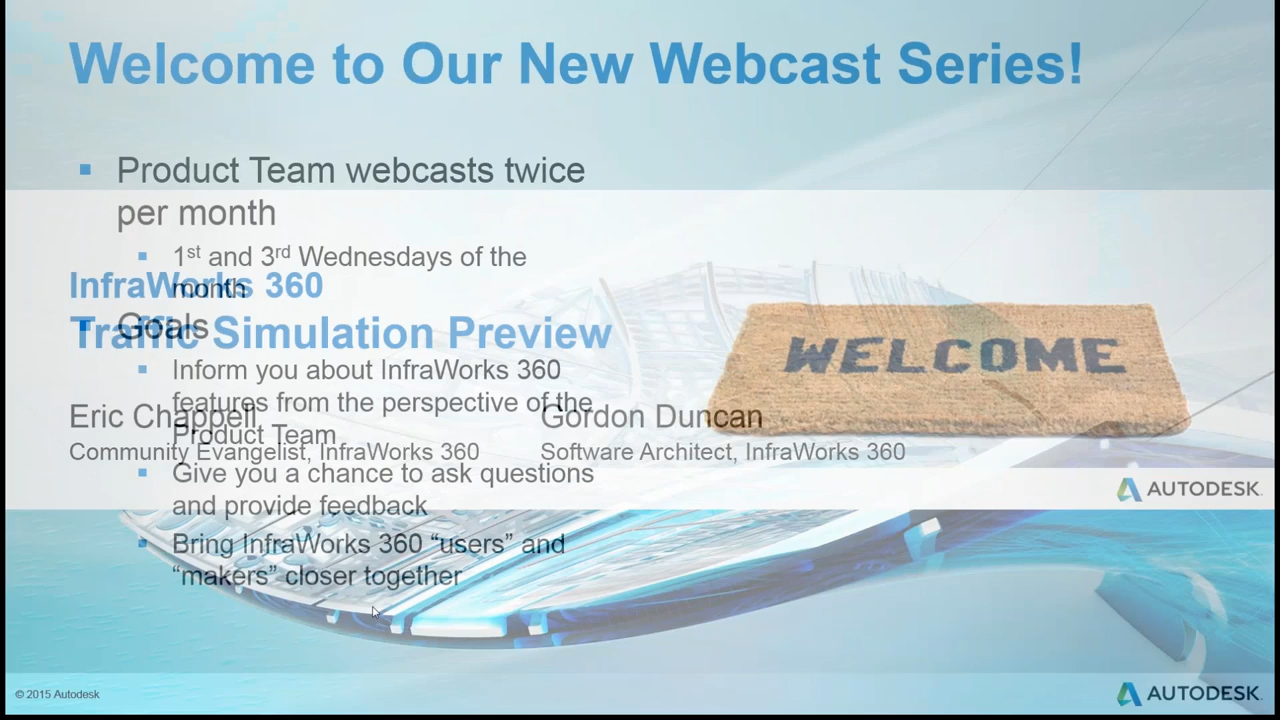 Welcome to Our New Webcast Series!
Product Team webcasts twice
per month
1st and 3rd Wednesdays of the
month
InfraWorks 360
Goals
Traffic Simulation Preview
WELCOME
Inform you about InfraWorks 360
features from the perspective of the
Product Team
Eric Chappell
Gordon Duncan
Community Evangelist, InfraWorks 360
Software Architect, InfraWorks 360
Give you a chance to ask questions
and provide feedback
AUTODESK.
Bring InfraWorks 360 “users” and
“makers” closer together
© 2015 Autodesk
AUTODESK.